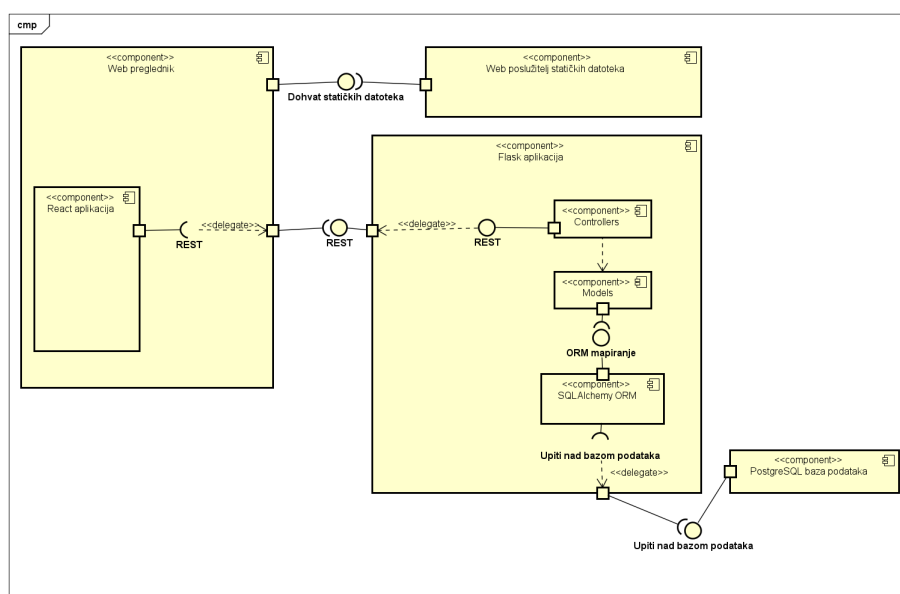 cmp
<<component>>
Web preglednik
<<component>>
Web poslužitelj statičkih datoteka
Dohvat statičkih datoteka
<<component>>
Flask aplikacija
<<component>>
React aplikacija
REST
<<delegate>>
REST
<<delegate>>
REST
<<component>>
Controllers
<<component>>
Models
ORM mapiranje
<<component>>
SQLAlchemy ORM
Upiti nad bazom podataka
<<delegate>>
<<component>>
PostgreSQL baza podataka
Upiti nad bazom podataka